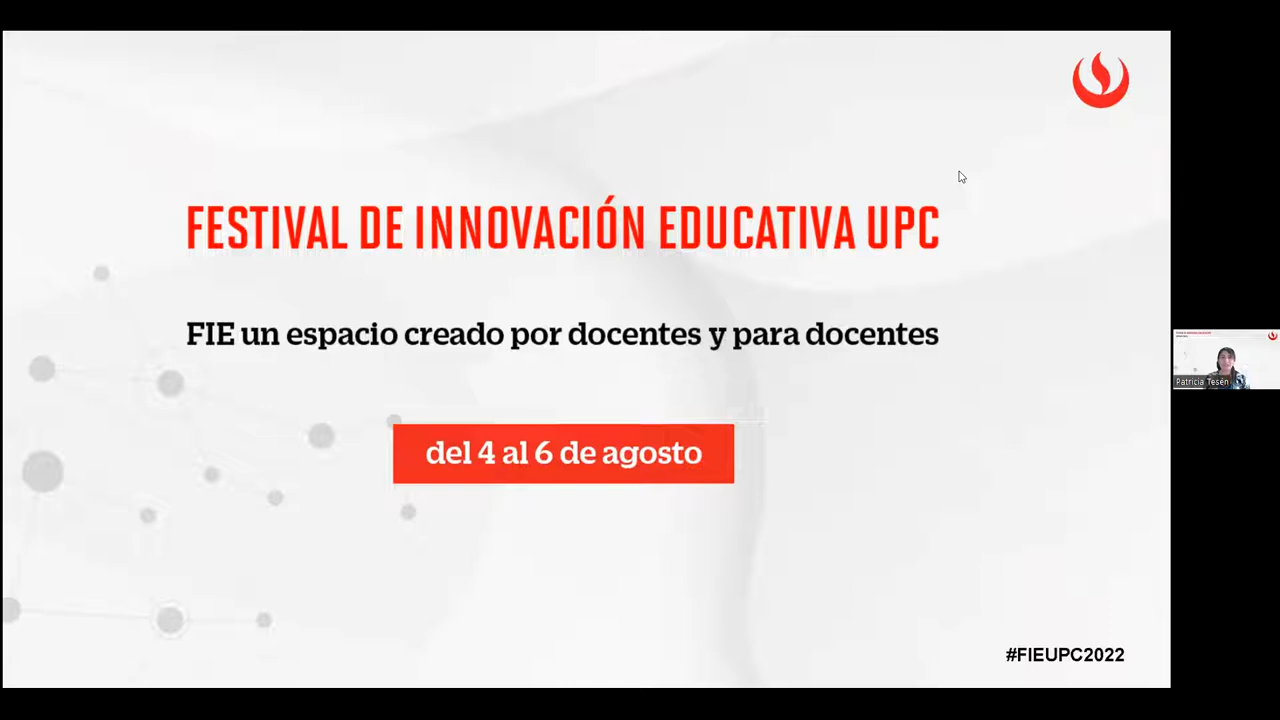 FESTIVAL DE INNOVACIÓN EDUCATIVA UPC
FIE un espacio creado por docentes y para docentes
del 4 al 6 de agosto
Patricia Tesén
#FIEUPC2022